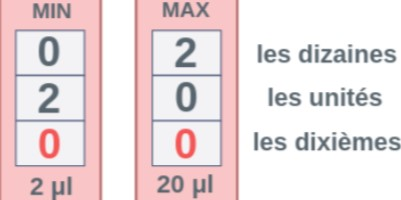 MIN MAX
0 2 les dizaines
2 0 les unités
0 0 les dixièmes
2 µl 20 µl